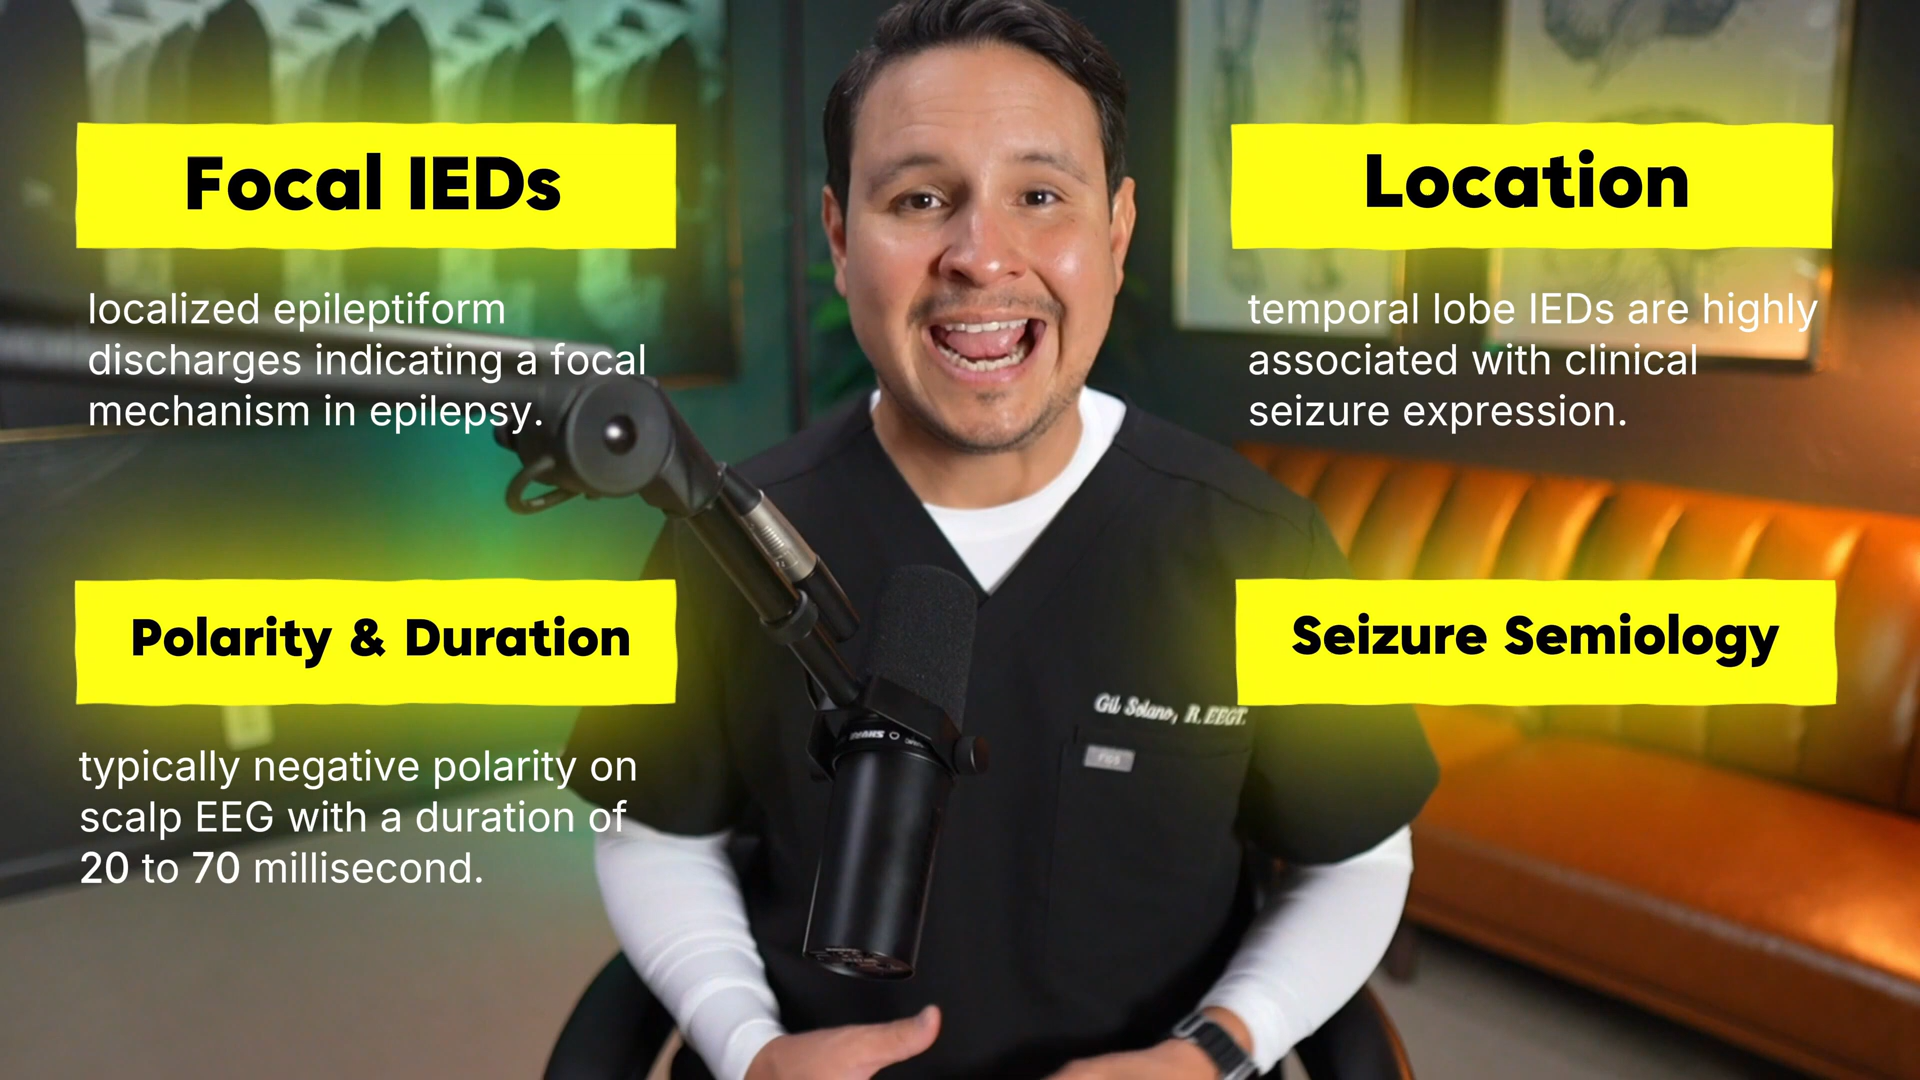 Focal IEDs
localized epileptiform
discharges indicating a focal
mechanism in epilepsy.
Location
temporal lobe IEDs are highly
associated with clinical
seizure expression.
Polarity & Duration
typically negative polarity on
scalp EEG with a duration of
20 to 70 millisecond.
Seizure Semiology
Gil Solano, R. EEGT.
FIGS